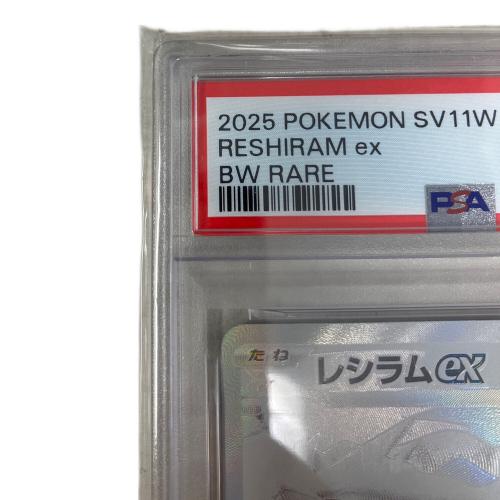 2025 POKEMON SV11W
RESHIRAM ex
BW RARE
PSA
たね
レシラムex